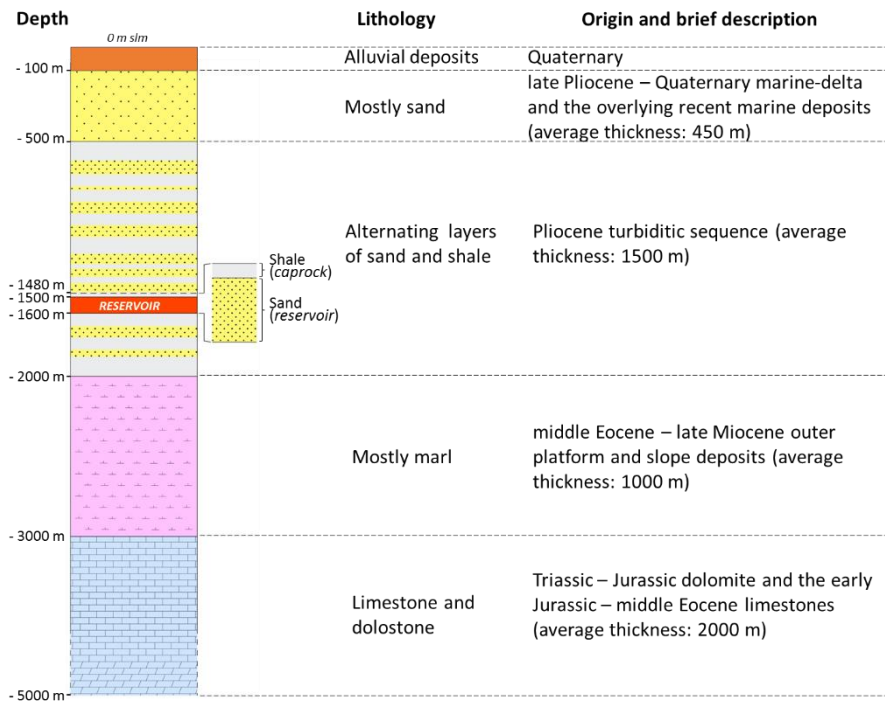 Depth
Lithology
Origin and brief description
0 m slm
Alluvial deposits
Quaternary
- 100 m
Mostly sand
late Pliocene – Quaternary marine-delta
and the overlying recent marine deposits
(average thickness: 450 m)
- 500 m
Alternating layers
of sand and shale
Pliocene turbiditic sequence (average
thickness: 1500 m)
Shale
(caprock)
- 1480 m
- 1500 m
RESERVOIR
- 1600 m
Sand
(reservoir)
- 2000 m
Mostly marl
middle Eocene – late Miocene outer
platform and slope deposits (average
thickness: 1000 m)
- 3000 m
Limestone and
dolostone
Triassic – Jurassic dolomite and the early
Jurassic – middle Eocene limestones
(average thickness: 2000 m)
- 5000 m